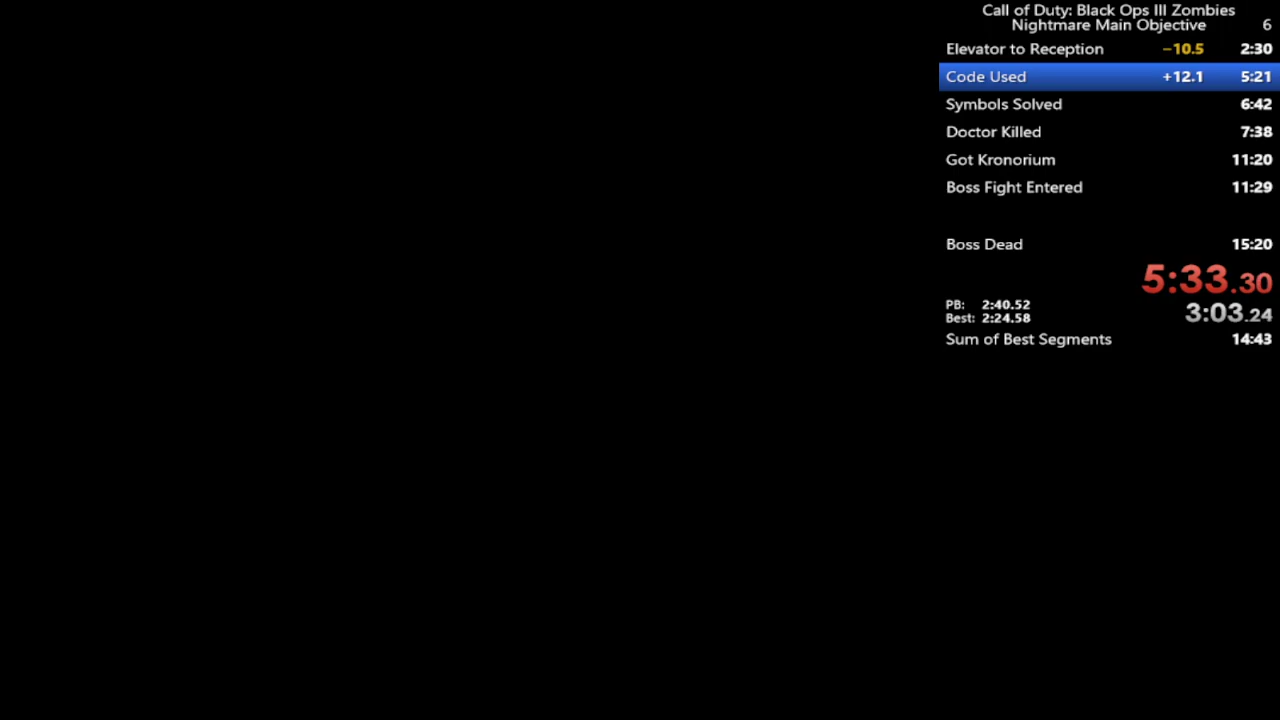 Call of Duty: Black Ops III Zombies
Nightmare Main Objective 6
Elevator to Reception −10.5 2:30
Code Used +12.1 5:21
Symbols Solved 6:42
Doctor Killed 7:38
Got Kronorium 11:20
Boss Fight Entered 11:29
Boss Dead 15:20
5:33.30
PB: 2:40.52
Best: 2:24.58
3:03.24
Sum of Best Segments 14:43